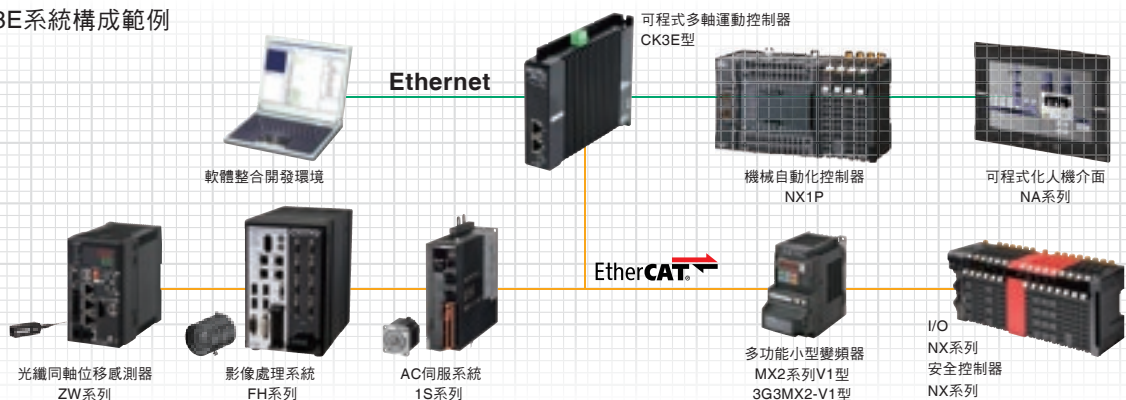 3E系統構成範例
可程式多軸運動控制器
CK3E型
Ethernet
軟體整合開發環境
機械自動化控制器
NX1P
可程式化人機介面
NA系列
EtherCAT®
光纖同軸位移感測器
ZW系列
影像處理系統
FH系列
AC伺服系統
1S系列
多功能小型變頻器
MX2系列V1型
3G3MX2-V1型
I/O
NX系列
安全控制器
NX系列